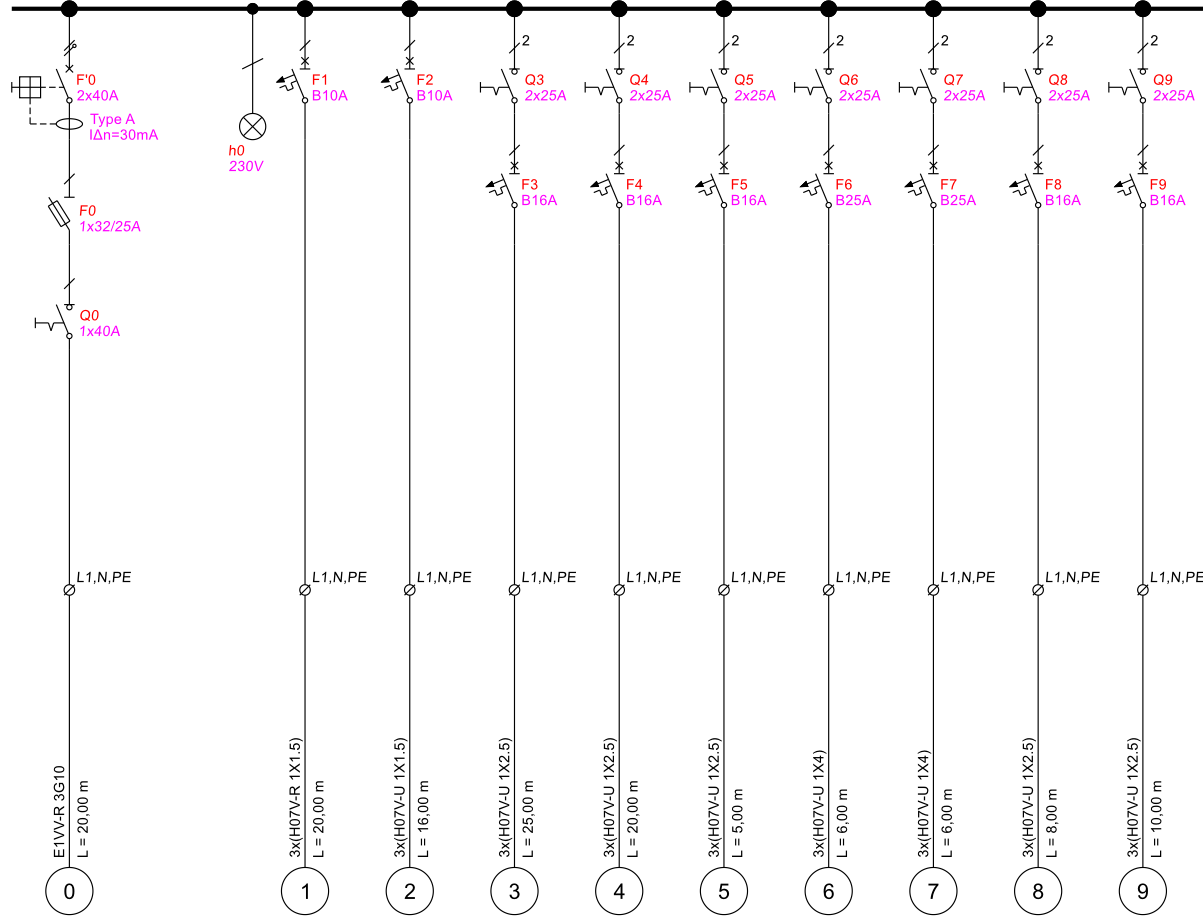 F'0
2x40A
Type A
IΔn=30mA
F0
1x32/25A
Q0
1x40A
L1,N,PE
E1VV-R 3G10
L = 20,00 m
0
h0
230V
F1
B10A
L1,N,PE
3x(H07V-R 1X1.5)
L = 20,00 m
1
F2
B10A
L1,N,PE
3x(H07V-U 1X1.5)
L = 16,00 m
2
2
Q3
2x25A
F3
B16A
L1,N,PE
3x(H07V-U 1X2.5)
L = 25,00 m
3
2
Q4
2x25A
F4
B16A
L1,N,PE
3x(H07V-U 1X2.5)
L = 20,00 m
4
2
Q5
2x25A
F5
B16A
L1,N,PE
3x(H07V-U 1X2.5)
L = 5,00 m
5
2
Q6
2x25A
F6
B25A
L1,N,PE
3x(H07V-U 1X4)
L = 6,00 m
6
2
Q7
2x25A
F7
B25A
L1,N,PE
3x(H07V-U 1X4)
L = 6,00 m
7
2
Q8
2x25A
F8
B16A
L1,N,PE
3x(H07V-U 1X2.5)
L = 8,00 m
8
2
Q9
2x25A
F9
B16A
L1,N,PE
3x(H07V-U 1X2.5)
L = 10,00 m
9